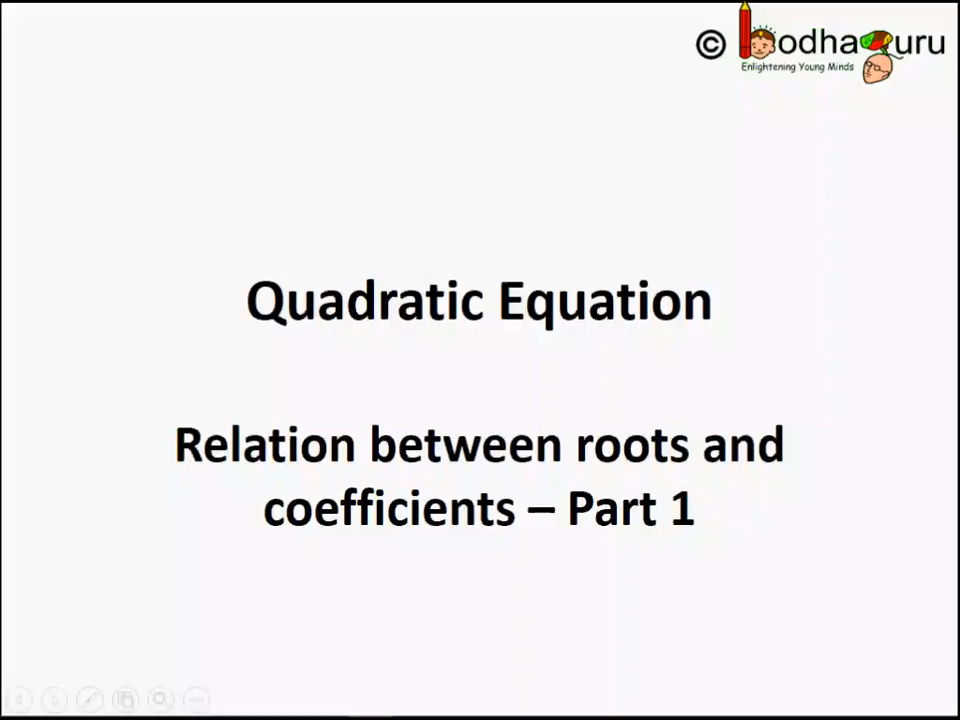 © bodhaguru
Enlightening Young Minds
Quadratic Equation
Relation between roots and
coefficients – Part 1